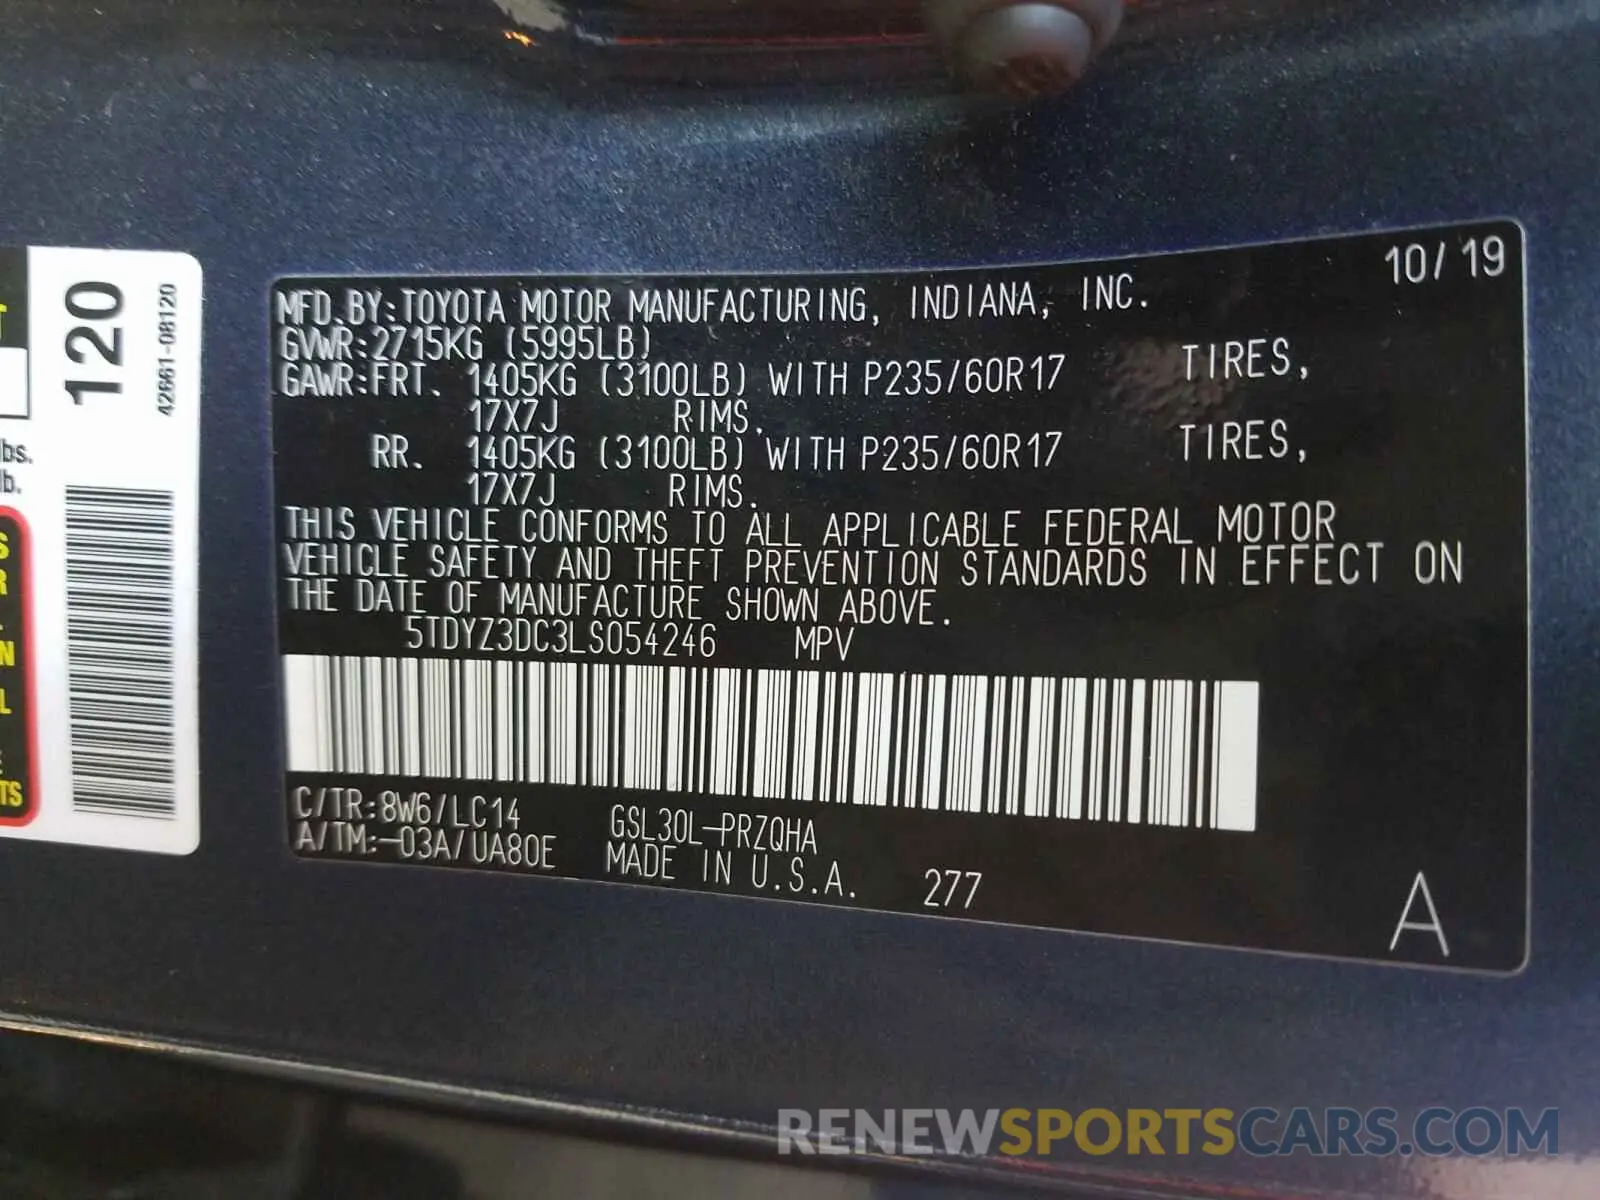 10/19
MFD.BY:TOYOTA MOTOR MANUFACTURING, INDIANA, INC.
GVWR:2715KG (5995LB)
GAWR:FRT. 1405KG (3100LB) WITH P235/60R17 TIRES,
17X7J RIMS.
RR. 1405KG (3100LB) WITH P235/60R17 TIRES,
17X7J RIMS.
THIS VEHICLE CONFORMS TO ALL APPLICABLE FEDERAL MOTOR
VEHICLE SAFETY AND THEFT PREVENTION STANDARDS IN EFFECT ON
THE DATE OF MANUFACTURE SHOWN ABOVE.
5TDYZ3DC3LS054246 MPV
C/TR:8W6/LC14 GSL30L-PRZQHA
A/TM:-03A/UA80E MADE IN U.S.A. 277
A
120
42661-08120
lbs.
lb.
T
S
R
N
L
TS
RENEWSPORTSCARS.COM